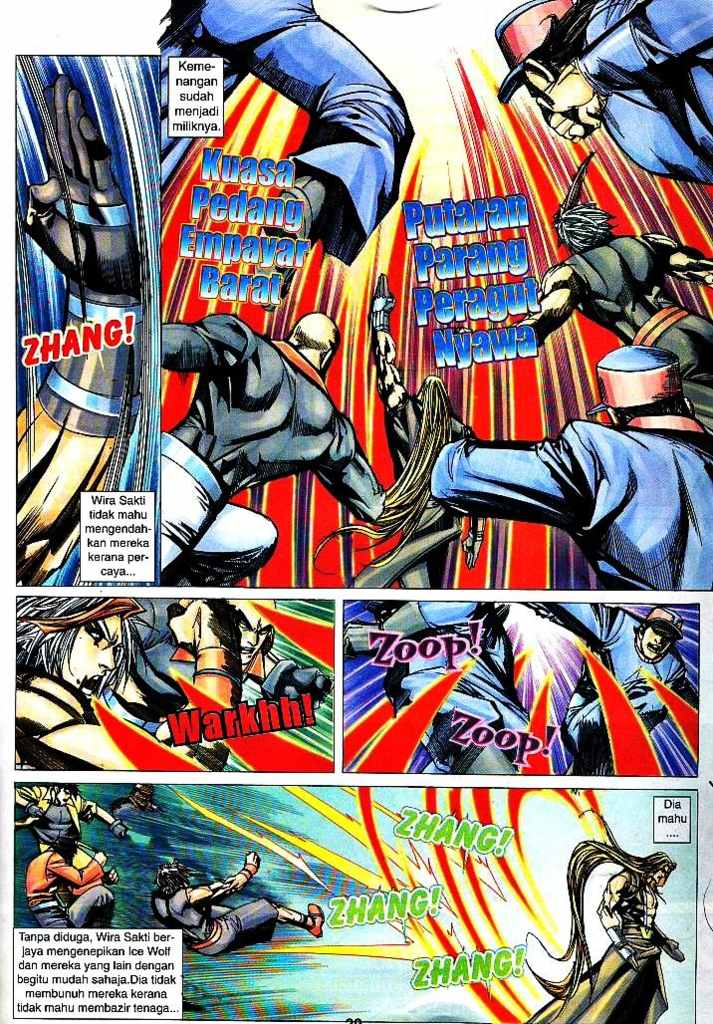 Keme-
nangan
sudah
menjadi
miliknya.
Kuasa
Pedang
Empayar
Barat
Putaran
Parang
Peragut
Nyawa
ZHANG!
Wira Sakti
tidak mahu
mengendah-
kan mereka
kerana per-
caya...
Warkhh!
Zoop!
Zoop!
Dia
mahu
....
ZHANG!
ZHANG!
ZHANG!
Tanpa diduga, Wira Sakti ber-
jaya mengenepikan Ice Wolf
dan mereka yang lain dengan
begitu mudah sahaja.Dia tidak
membunuh mereka kerana
tidak mahu membazir tenaga...